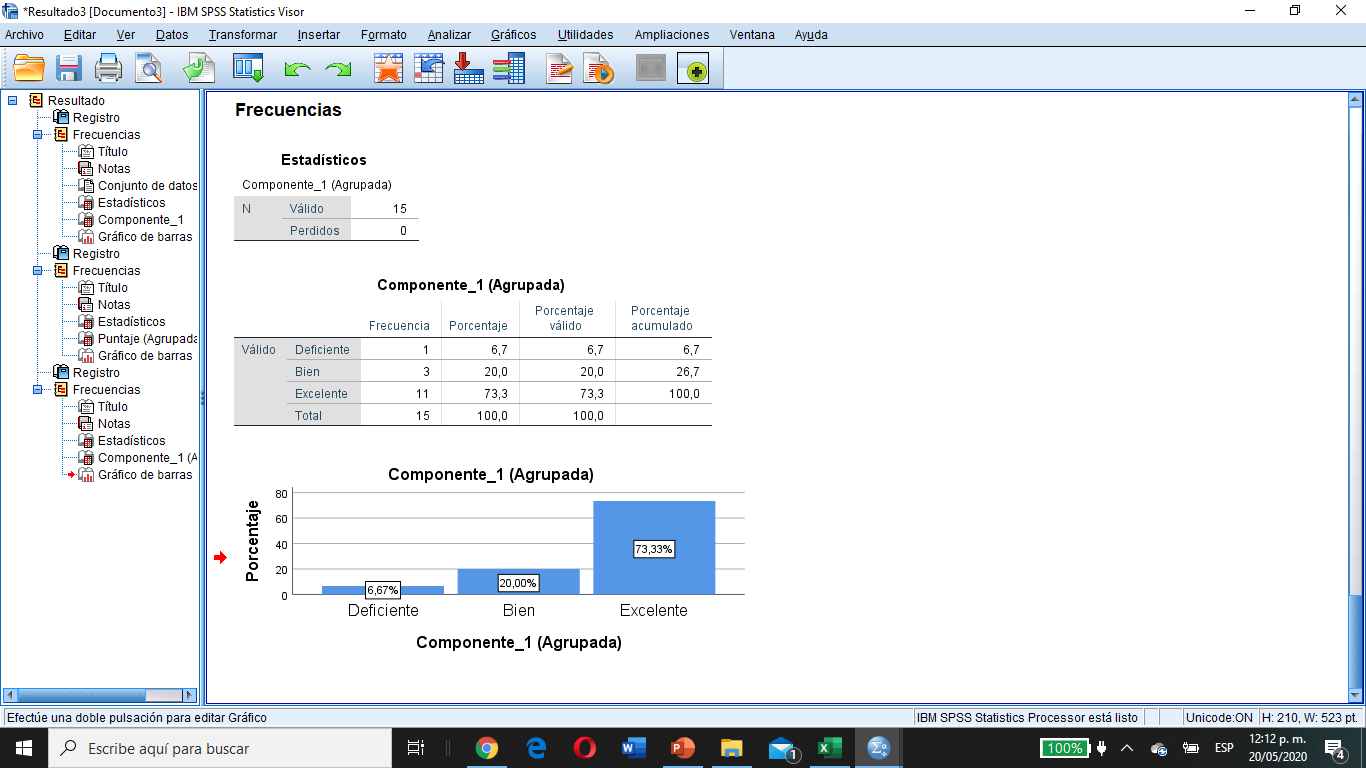 *Resultado3 [Documento3] - IBM SPSS Statistics Visor
Archivo Editar Ver Datos Transformar Insertar Formato Analizar Gráficos Utilidades Ampliaciones Ventana Ayuda
Resultado
Registro
Frecuencias
Título
Notas
Conjunto de datos
Estadísticos
Componente_1
Gráfico de barras
Registro
Frecuencias
Título
Notas
Estadísticos
Puntaje (Agrupada
Gráfico de barras
Registro
Frecuencias
Título
Notas
Estadísticos
Componente_1 (A
Gráfico de barras
Frecuencias
Estadísticos
Componente_1 (Agrupada)
N Válido 15
Perdidos 0
Componente_1 (Agrupada)
Frecuencia Porcentaje Porcentaje válido Porcentaje acumulado
Válido Deficiente 1 6,7 6,7 6,7
Bien 3 20,0 20,0 26,7
Excelente 11 73,3 73,3 100,0
Total 15 100,0 100,0
Componente_1 (Agrupada)
Porcentaje
80
60
40
20
0
6,67%
20,00%
73,33%
Deficiente Bien Excelente
Componente_1 (Agrupada)
Efectúe una doble pulsación para editar Gráfico
IBM SPSS Statistics Processor está listo
Unicode:ON H: 210, W: 523 pt.
Escribe aquí para buscar
1
100%
ESP
12:12 p. m.
20/05/2020
4